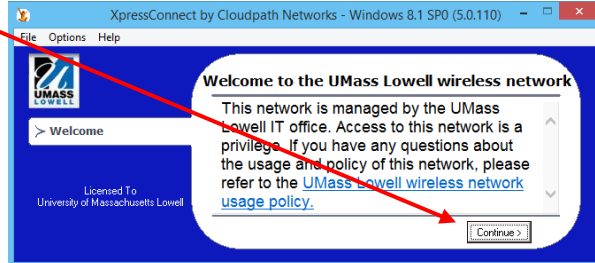 XpressConnect by Cloudpath Networks - Windows 8.1 SP0 (5.0.110)
File Options Help
UMASS
LOWELL
> Welcome
Licensed To
University of Massachusetts Lowell
Welcome to the UMass Lowell wireless network
This network is managed by the UMass
Lowell IT office. Access to this network is a
privilege. If you have any questions about
the usage and policy of this network, please
refer to the UMass Lowell wireless network
usage policy.
Continue >